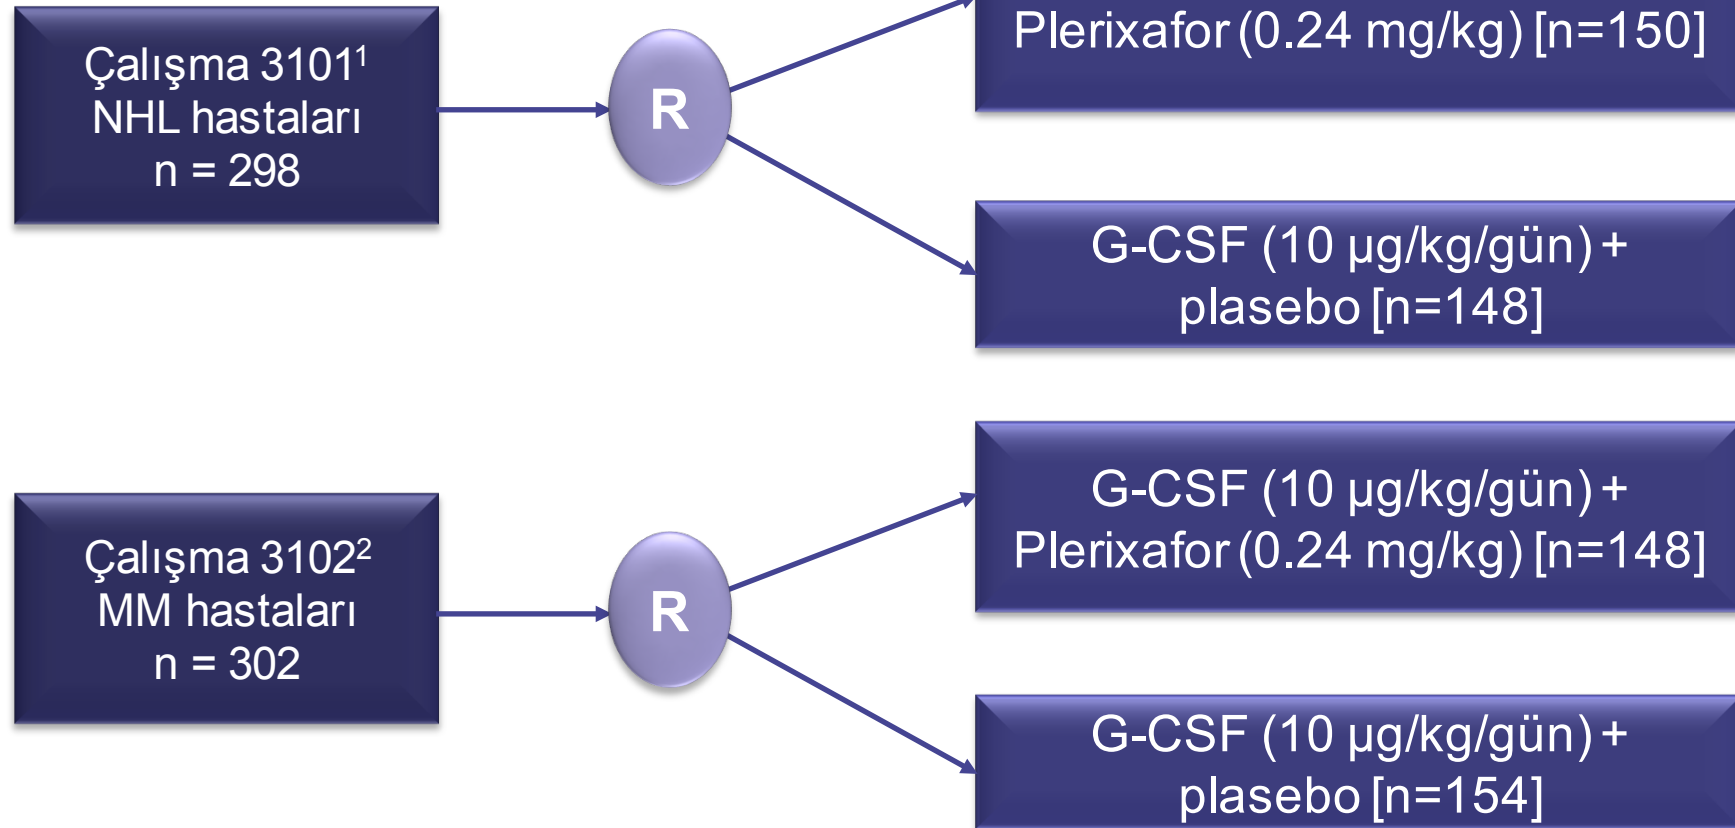 Çalışma 3101¹
NHL hastaları
n = 298
R
Plerixafor (0.24 mg/kg) [n=150]
G-CSF (10 µg/kg/gün) +
plasebo [n=148]
Çalışma 3102²
MM hastaları
n = 302
R
G-CSF (10 µg/kg/gün) +
Plerixafor (0.24 mg/kg) [n=148]
G-CSF (10 µg/kg/gün) +
plasebo [n=154]